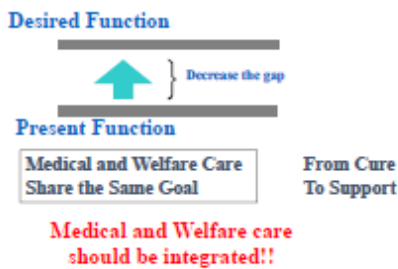 Desired Function
Decrease the gap
Present Function
Medical and Welfare Care
Share the Same Goal
From Cure
To Support
Medical and Welfare care
should be integrated!!